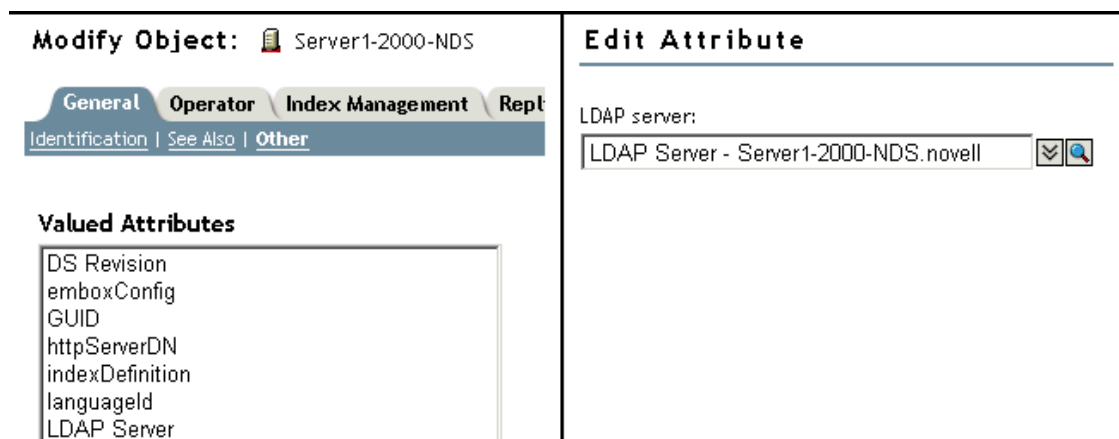 Modify Object: Server1-2000-NDS
General Operator Index Management Repl
Identification | See Also | Other
Valued Attributes
DS Revision
emboxConfig
GUID
httpServerDN
indexDefinition
languageId
LDAP Server
Edit Attribute
LDAP server:
LDAP Server - Server1-2000-NDS.novell